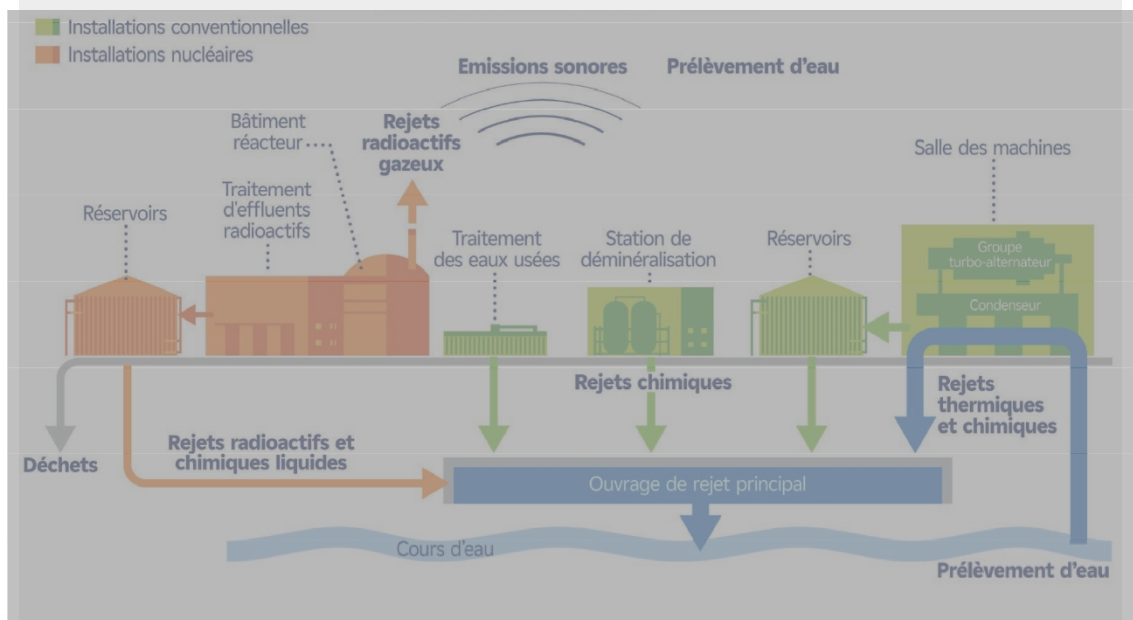 Installations conventionnelles
Installations nucléaires
Emissions sonores
Prélèvement d'eau
Bâtiment
réacteur
Rejets
radioactifs
gazeux
Salle des machines
Traitement
d'effluents
radioactifs
Réservoirs
Traitement
des eaux usées
Station de
déminéralisation
Réservoirs
Groupe
turbo-alternateur
Condenseur
Rejets chimiques
Rejets
thermiques
et chimiques
Rejets radioactifs et
chimiques liquides
Déchets
Ouvrage de rejet principal
Cours d'eau
Prélèvement d'eau